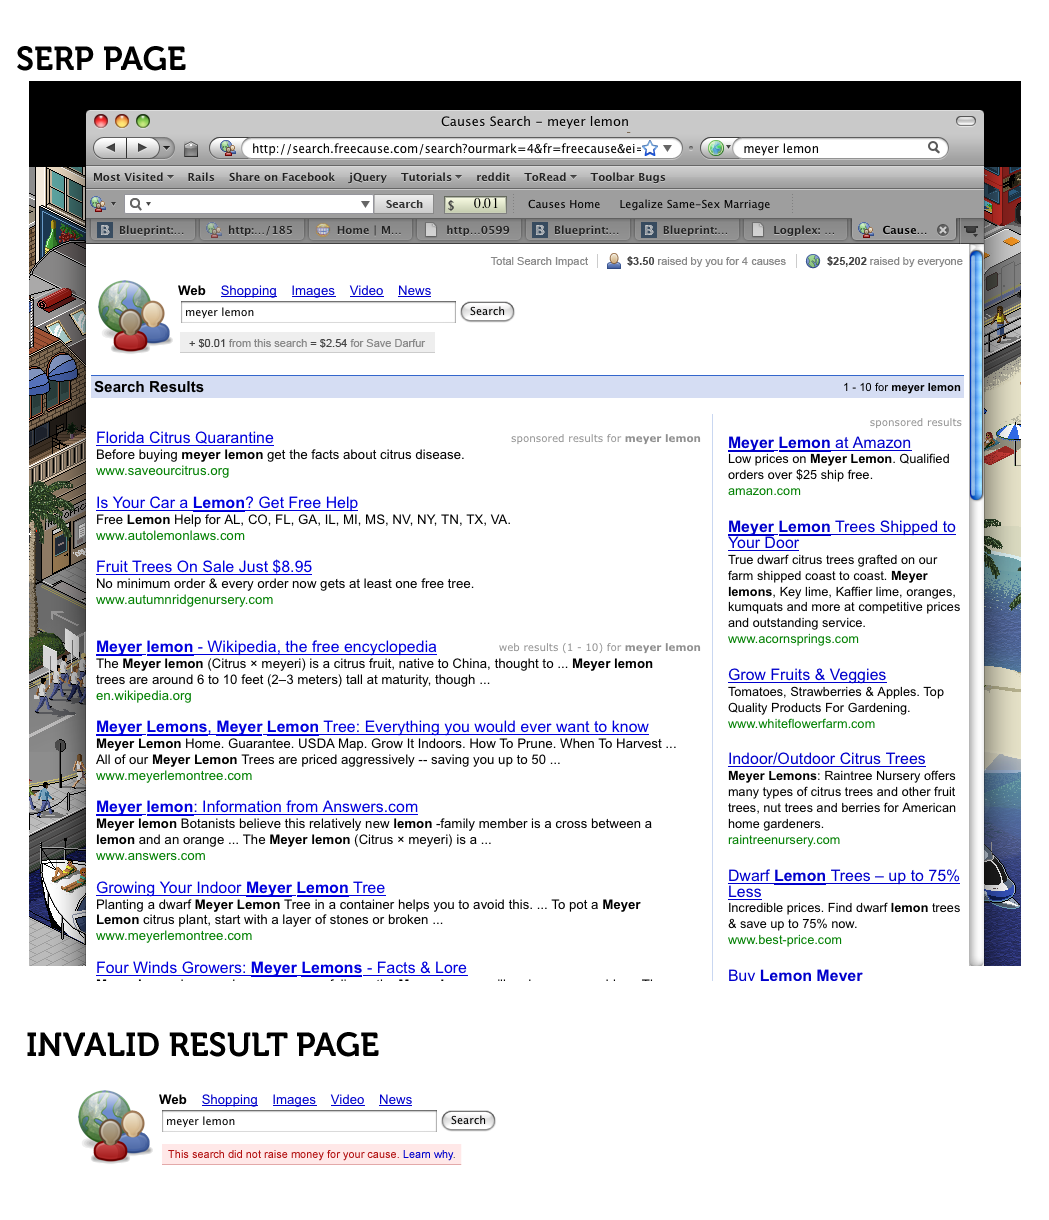 SERP PAGE
Causes Search – meyer lemon
http://search.freecause.com/search?ourmark=4&fr=freecause&ei=
meyer lemon
Most Visited Rails Share on Facebook jQuery Tutorials reddit ToRead Toolbar Bugs
Search $ 0.01 Causes Home Legalize Same-Sex Marriage
Blueprint:... http:.../185 Home | M... http...0599 Blueprint:... Blueprint:... Logplex: ... Cause...
Total Search Impact $3.50 raised by you for 4 causes $25,202 raised by everyone
Web Shopping Images Video News
meyer lemon Search
+ $0.01 from this search = $2.54 for Save Darfur
Search Results 1 - 10 for meyer lemon
Florida Citrus Quarantine sponsored results for meyer lemon
Before buying meyer lemon get the facts about citrus disease.
www.saveourcitrus.org
Is Your Car a Lemon? Get Free Help
Free Lemon Help for AL, CO, FL, GA, IL, MI, MS, NV, NY, TN, TX, VA.
www.autolemonlaws.com
Fruit Trees On Sale Just $8.95
No minimum order & every order now gets at least one free tree.
www.autumnridgenursery.com
Meyer lemon - Wikipedia, the free encyclopedia web results (1 - 10) for meyer lemon
The Meyer lemon (Citrus × meyeri) is a citrus fruit, native to China, thought to ... Meyer lemon
trees are around 6 to 10 feet (2–3 meters) tall at maturity, though ...
en.wikipedia.org
Meyer Lemons, Meyer Lemon Tree: Everything you would ever want to know
Meyer Lemon Home. Guarantee. USDA Map. Grow It Indoors. How To Prune. When To Harvest ...
All of our Meyer Lemon Trees are priced aggressively -- saving you up to 50 ...
www.meyerlemontree.com
Meyer lemon: Information from Answers.com
Meyer lemon Botanists believe this relatively new lemon -family member is a cross between a
lemon and an orange ... The Meyer lemon (Citrus × meyeri) is a ...
www.answers.com
Growing Your Indoor Meyer Lemon Tree
Planting a dwarf Meyer Lemon Tree in a container helps you to avoid this. ... To pot a Meyer
Lemon citrus plant, start with a layer of stones or broken ...
www.meyerlemontree.com
Four Winds Growers: Meyer Lemons - Facts & Lore
sponsored results
Meyer Lemon at Amazon
Low prices on Meyer Lemon. Qualified
orders over $25 ship free.
amazon.com
Meyer Lemon Trees Shipped to
Your Door
True dwarf citrus trees grafted on our
farm shipped coast to coast. Meyer
lemons, Key lime, Kaffier lime, oranges,
kumquats and more at competitive prices
and outstanding service.
www.acornsprings.com
Grow Fruits & Veggies
Tomatoes, Strawberries & Apples. Top
Quality Products For Gardening.
www.whiteflowerfarm.com
Indoor/Outdoor Citrus Trees
Meyer Lemons: Raintree Nursery offers
many types of citrus trees and other fruit
trees, nut trees and berries for American
home gardeners.
raintreenursery.com
Dwarf Lemon Trees – up to 75%
Less
Incredible prices. Find dwarf lemon trees
& save up to 75% now.
www.best-price.com
Buy Lemon Meyer
INVALID RESULT PAGE
Web Shopping Images Video News
meyer lemon Search
This search did not raise money for your cause. Learn why.